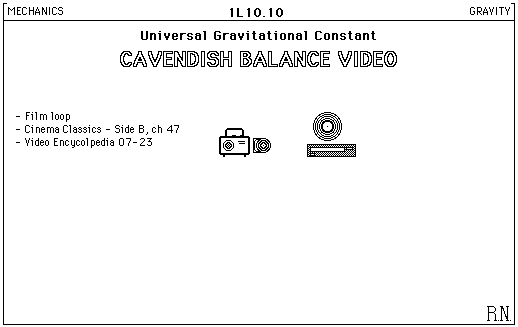 MECHANICS 1L10.10 GRAVITY
Universal Gravitational Constant
CAVENDISH BALANCE VIDEO
- Film loop
- Cinema Classics - Side B, ch 47
- Video Encycolpedia 07-23
R.N.